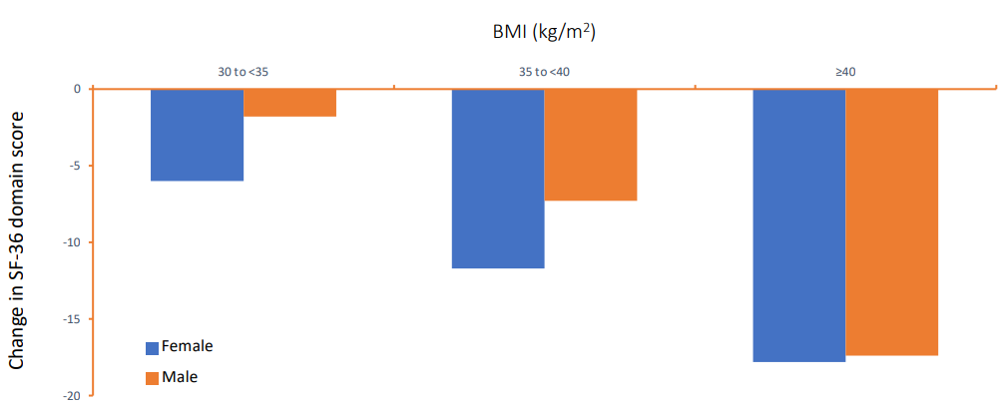 BMI (kg/m²)
30 to <35
35 to <40
≥40
0
-5
-10
-15
-20
Change in SF-36 domain score
Female
Male